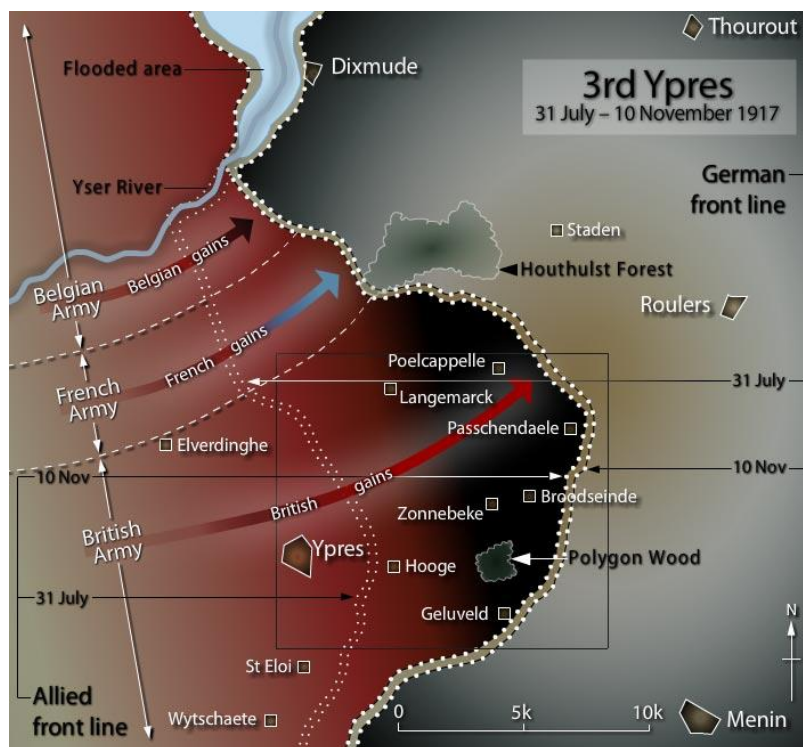 Thourout
Flooded area
Dixmude
3rd Ypres
31 July – 10 November 1917
Yser River
German
front line
Staden
Houthulst Forest
Belgian gains
Belgian
Army
Roulers
French gains
French
Army
Poelcappelle
31 July
Langemarck
Passchendaele
Elverdinghe
10 Nov
10 Nov
British gains
Broodseinde
Zonnebeke
British
Army
Ypres
Hooge
Polygon Wood
31 July
Geluveld
N
St Eloi
Allied
front line
Wytschaete
0 5k 10k
Menin